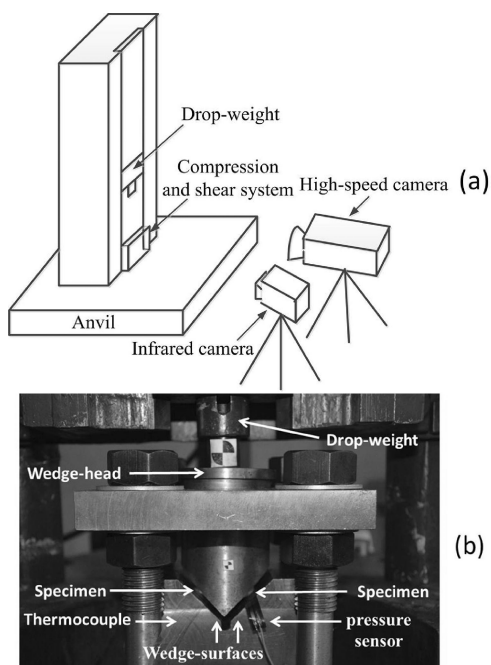 Drop-weight
Compression
and shear system
High-speed camera
(a)
Anvil
Infrared camera
Drop-weight
Wedge-head
(b)
Specimen
Specimen
Thermocouple
pressure
sensor
Wedge-surfaces